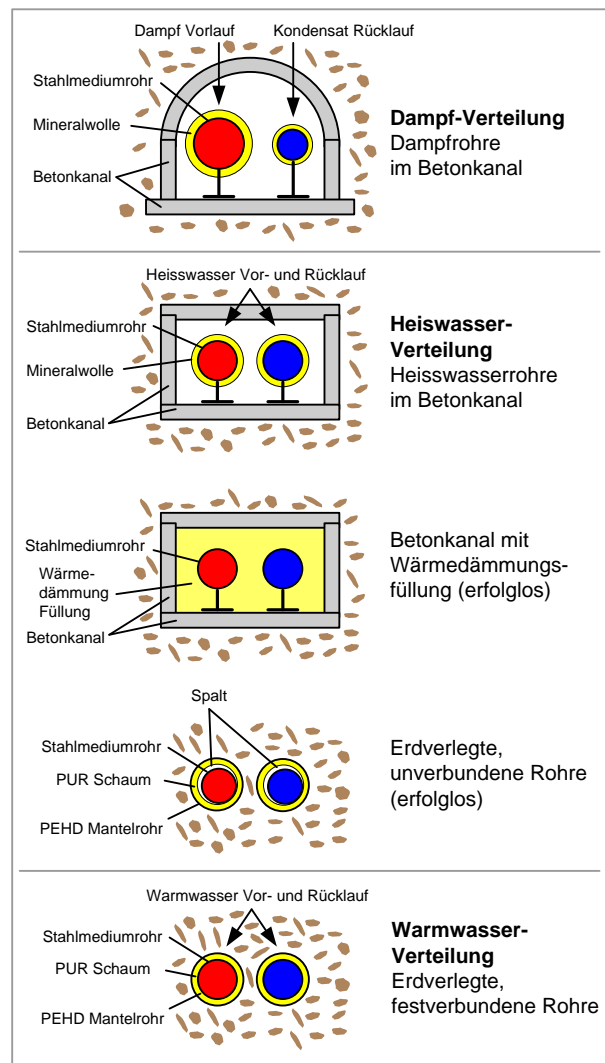 Dampf Vorlauf
Kondensat Rücklauf
Stahlmediumrohr
Mineralwolle
Betonkanal
Dampf-Verteilung
Dampfrohre
im Betonkanal
Heisswasser Vor- und Rücklauf
Stahlmediumrohr
Mineralwolle
Betonkanal
Heiswasser-
Verteilung
Heisswasserrohre
im Betonkanal
Stahlmediumrohr
Wärme-
dämmung
Füllung
Betonkanal
Betonkanal mit
Wärmedämmungs-
füllung (erfolglos)
Spalt
Stahlmediumrohr
PUR Schaum
PEHD Mantelrohr
Erdverlegte,
unverbundene Rohre
(erfolglos)
Warmwasser Vor- und Rücklauf
Stahlmediumrohr
PUR Schaum
PEHD Mantelrohr
Warmwasser-
Verteilung
Erdverlegte,
festverbundene Rohre